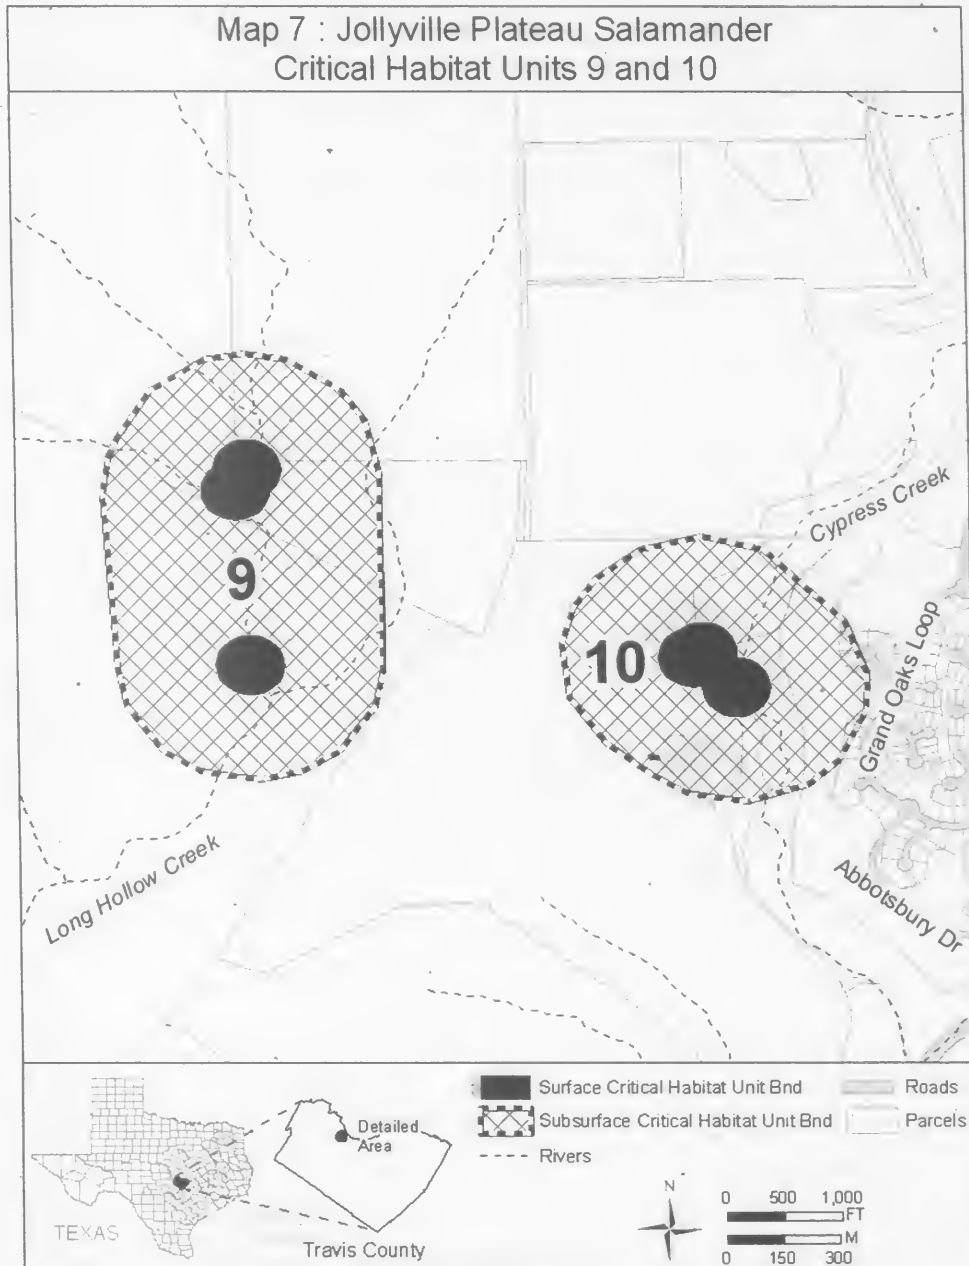 Map 7 : Jollyville Plateau Salamander
Critical Habitat Units 9 and 10
Cypress Creek
9
10
Grand Oaks Loop
Long Hollow Creek
Abbotsbury Dr
Surface Critical Habitat Unit Bnd
Roads
Subsurface Critical Habitat Unit Bnd
Parcels
Rivers
Detailed
Area
TEXAS
Travis County
N
0 500 1,000
FT
M
0 150 300